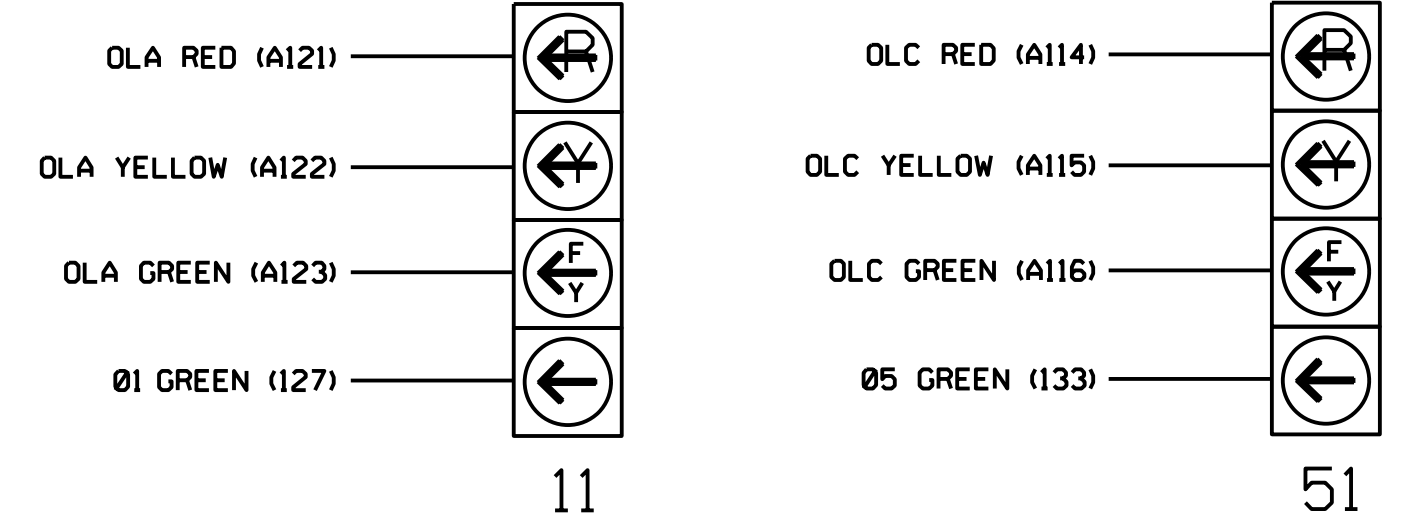 OLA RED (A121)
R
OLA YELLOW (A122)
Y
OLA GREEN (A123)
F
Y
Ø1 GREEN (127)
11
OLC RED (A114)
R
OLC YELLOW (A115)
Y
OLC GREEN (A116)
F
Y
Ø5 GREEN (133)
51